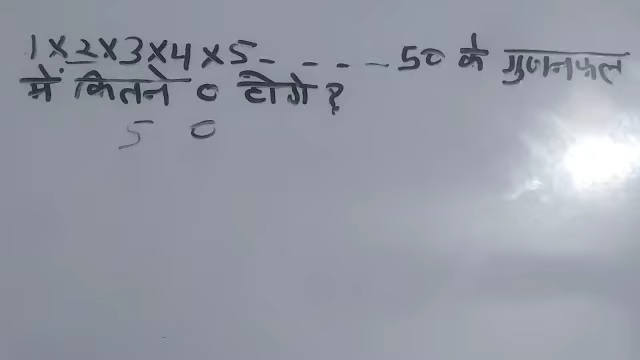 1×2×3×4×5- - - - 50 के गुणनफल
में कितने 0 होगे ?
5 0